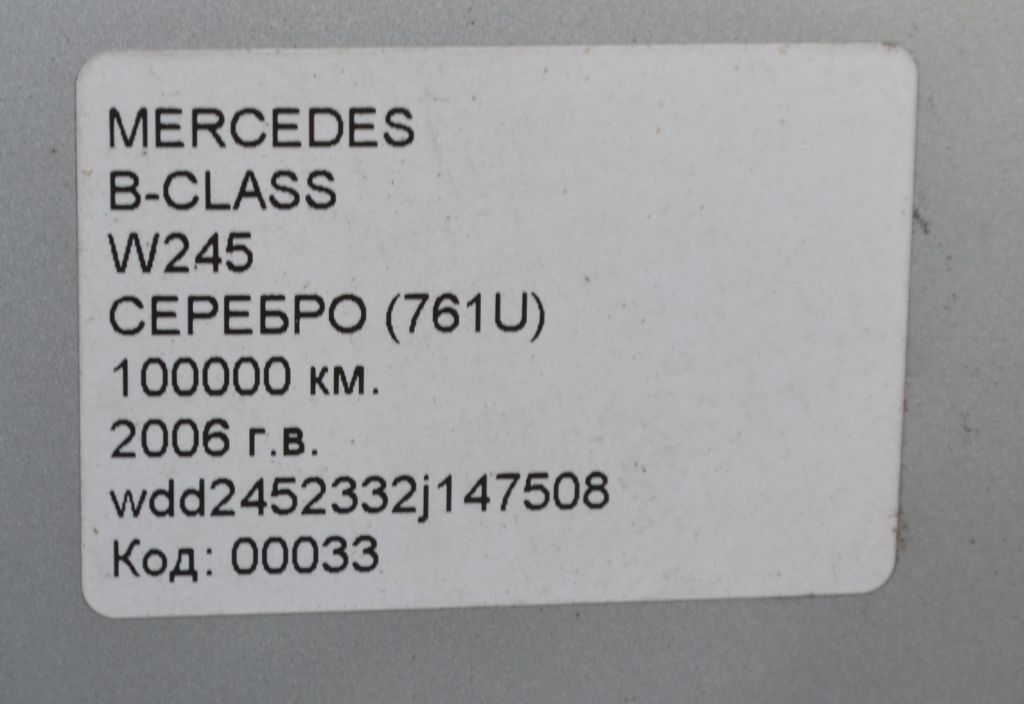 MERCEDES
B-CLASS
W245
СЕРЕБРО (761U)
100000 км.
2006 г.в.
wdd2452332j147508
Код: 00033